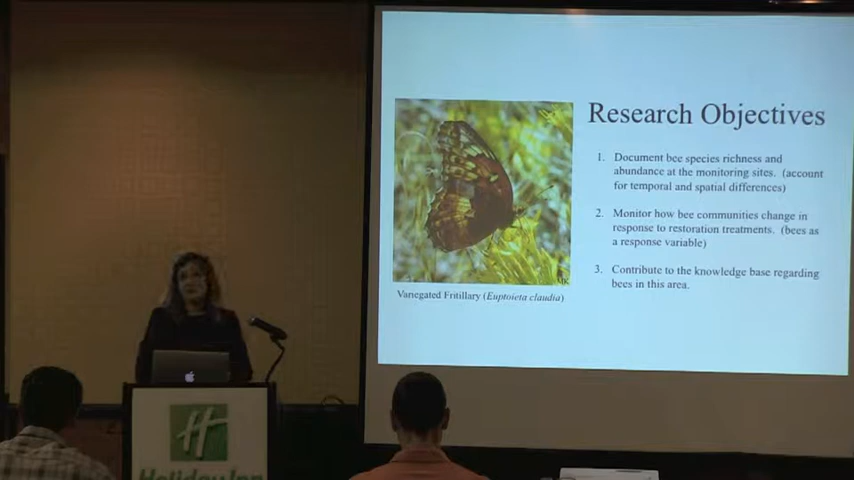 Research Objectives
1. Document bee species richness and
abundance at the monitoring sites. (account
for temporal and spatial differences)
2. Monitor how bee communities change in
response to restoration treatments. (bees as
a response variable)
3. Contribute to the knowledge base regarding
bees in this area.
Variegated Fritillary (Euptoieta claudia)
H
Holiday Inn